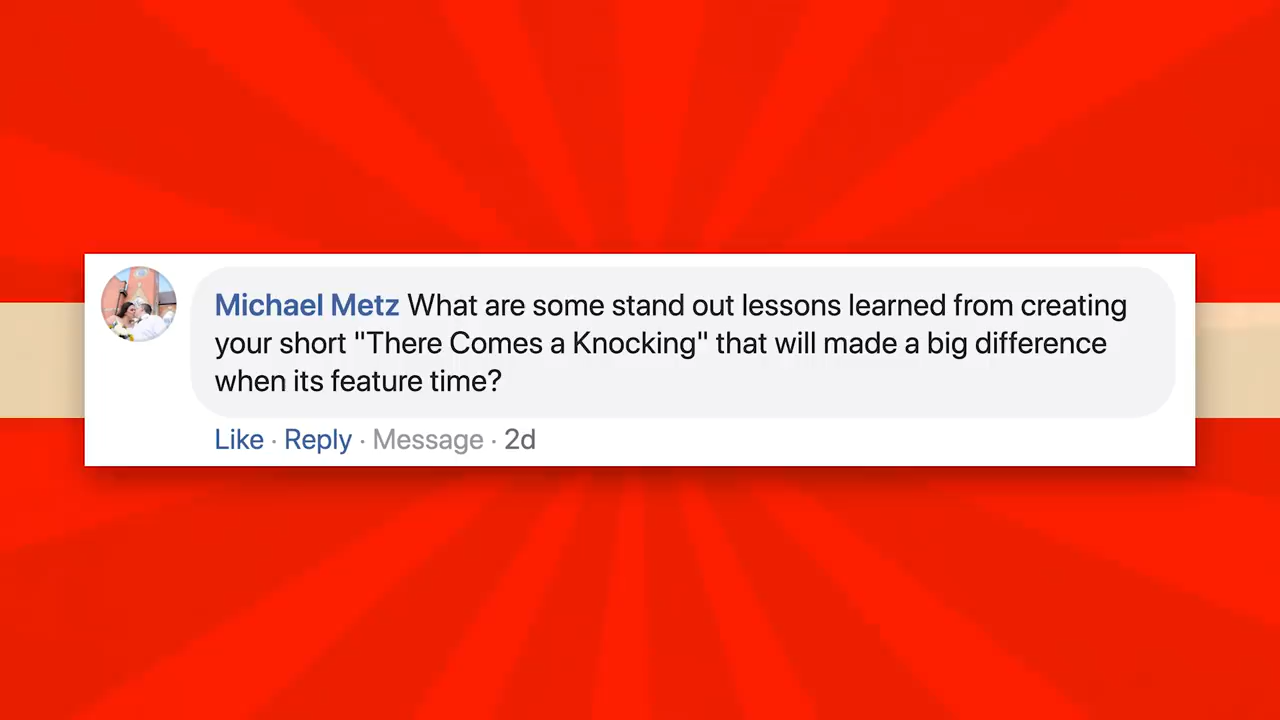 Michael Metz What are some stand out lessons learned from creating
your short "There Comes a Knocking" that will made a big difference
when its feature time?
Like · Reply · Message · 2d